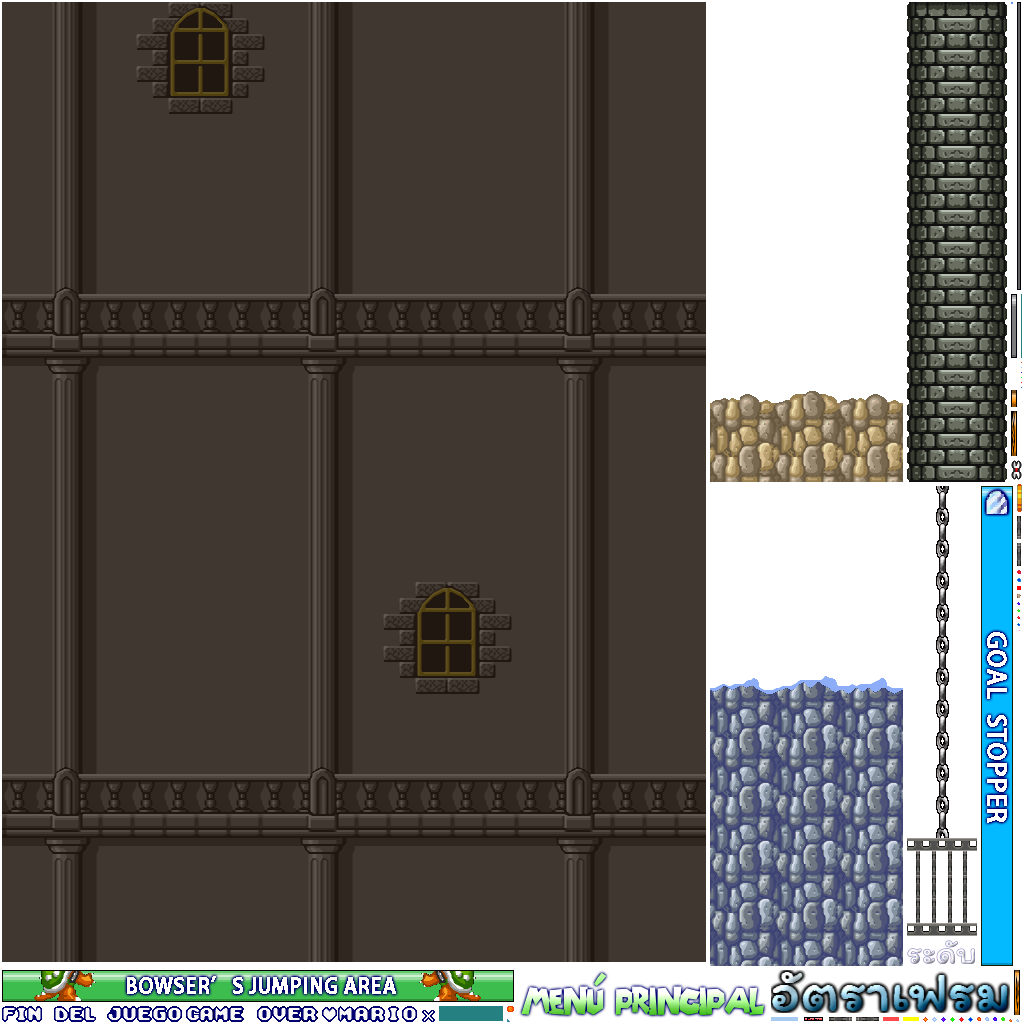 GOAL STOPPER
ระดับ
BOWSER’S JUMPING AREA
MENÚ PRINCIPAL
อัตราเฟรม
FIN DEL JUEGO
GAME OVER
♥MARIO×